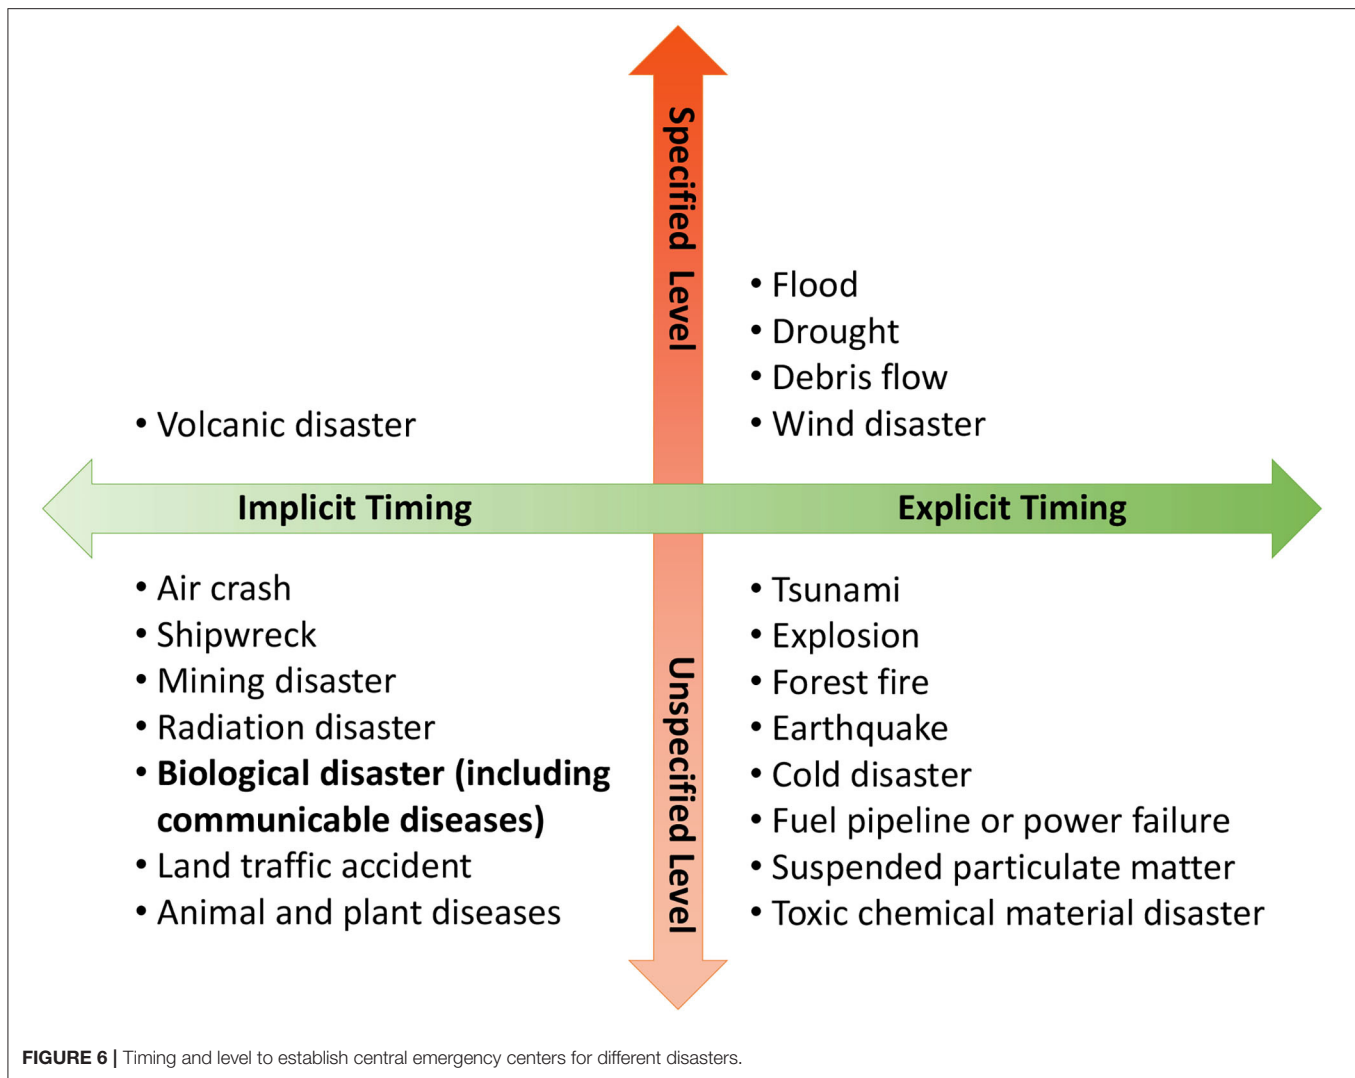 Specified Level
• Flood
• Drought
• Debris flow
• Wind disaster
• Volcanic disaster
Implicit Timing
Explicit Timing
• Air crash
• Shipwreck
• Mining disaster
• Radiation disaster
• Biological disaster (including
communicable diseases)
• Land traffic accident
• Animal and plant diseases
Unspecified Level
• Tsunami
• Explosion
• Forest fire
• Earthquake
• Cold disaster
• Fuel pipeline or power failure
• Suspended particulate matter
• Toxic chemical material disaster
FIGURE 6 | Timing and level to establish central emergency centers for different disasters.